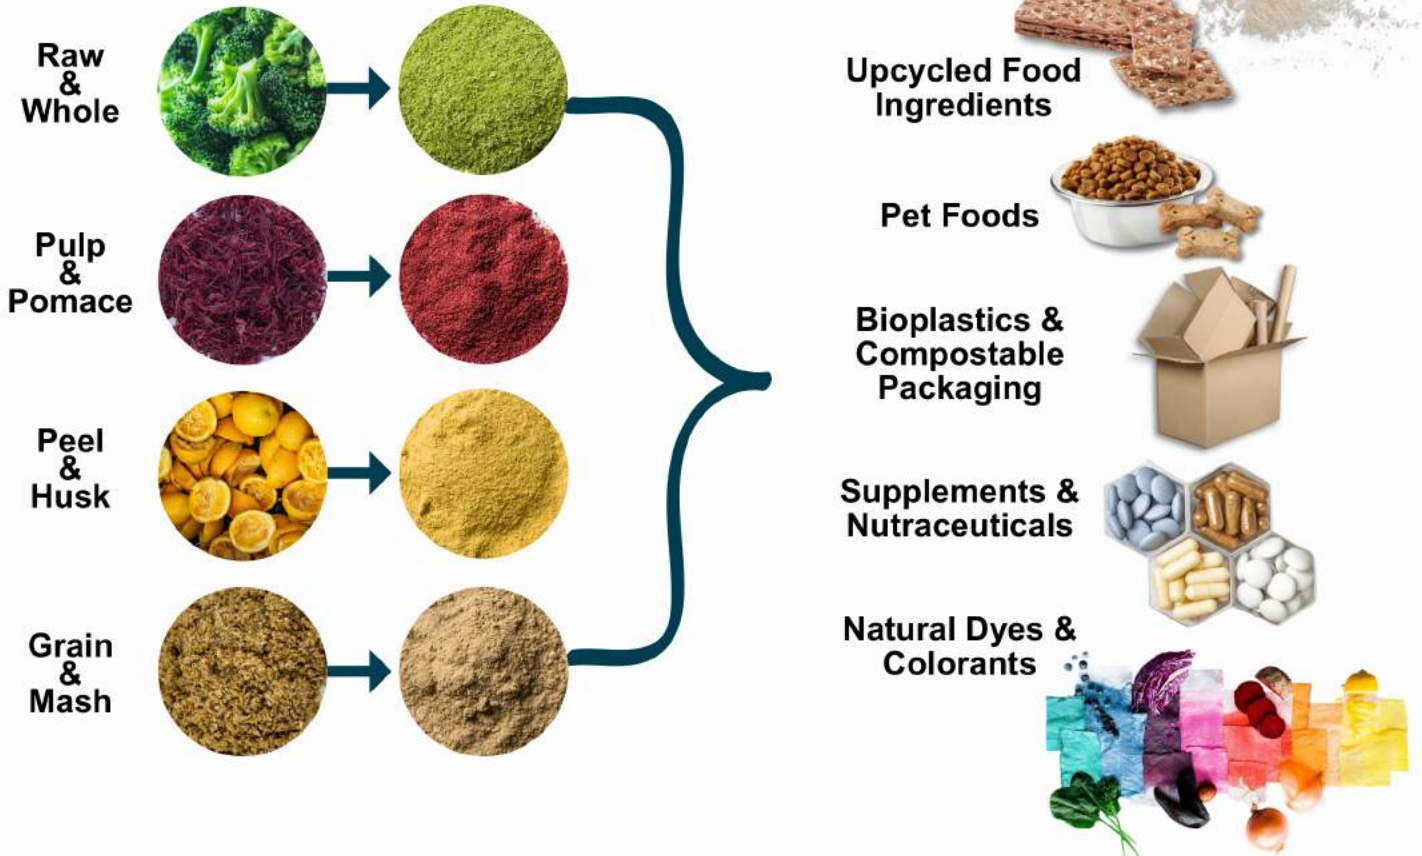 Raw
&
Whole
Pulp
&
Pomace
Peel
&
Husk
Grain
&
Mash
Upcycled Food
Ingredients
Pet Foods
Bioplastics &
Compostable
Packaging
Supplements &
Nutraceuticals
Natural Dyes &
Colorants